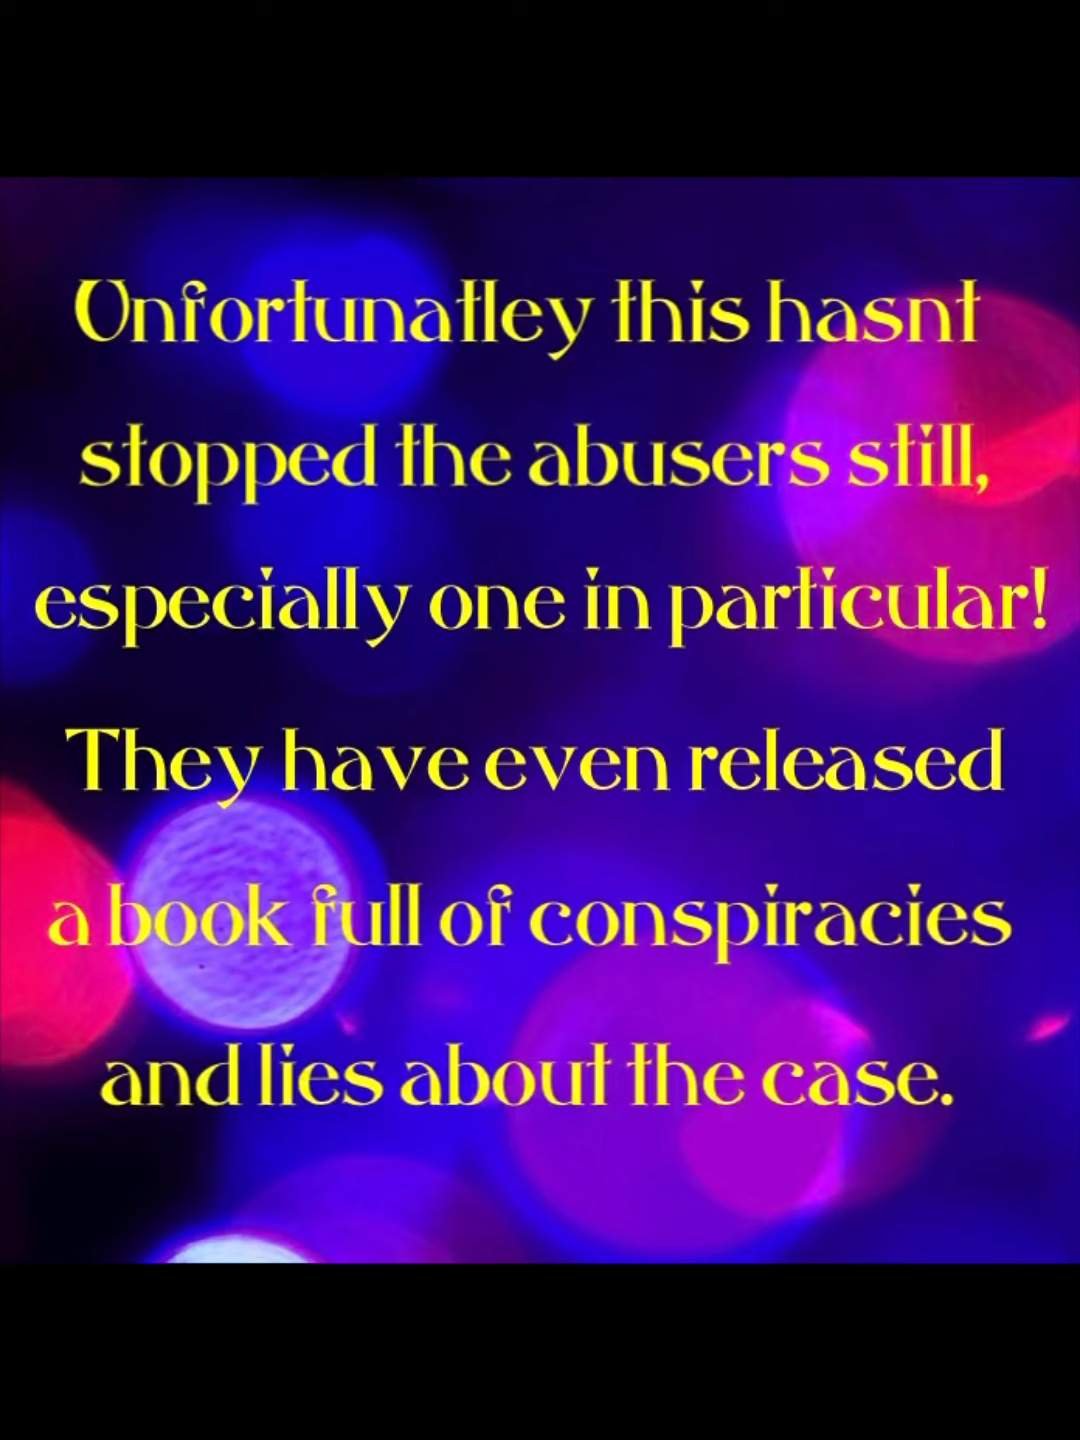 Unfortunatley this hasnt
stopped the abusers still,
especially one in particular!
They have even released
a book full of conspiracies
and lies about the case.